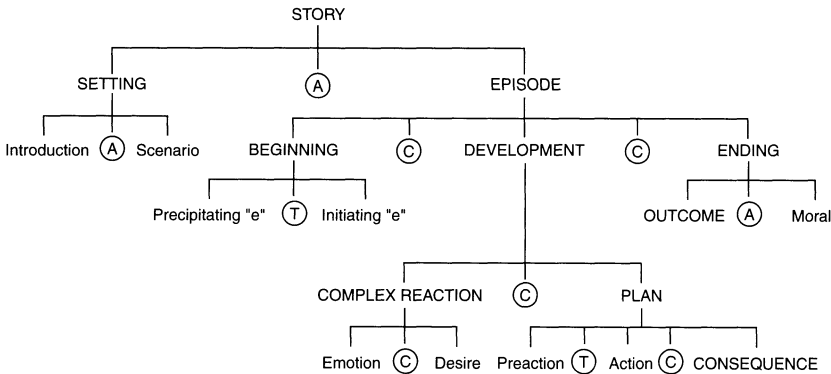 STORY
SETTING A EPISODE
Introduction A Scenario BEGINNING C DEVELOPMENT C ENDING
Precipitating "e" T Initiating "e" OUTCOME A Moral
COMPLEX REACTION C PLAN
Emotion C Desire Preaction T Action C CONSEQUENCE